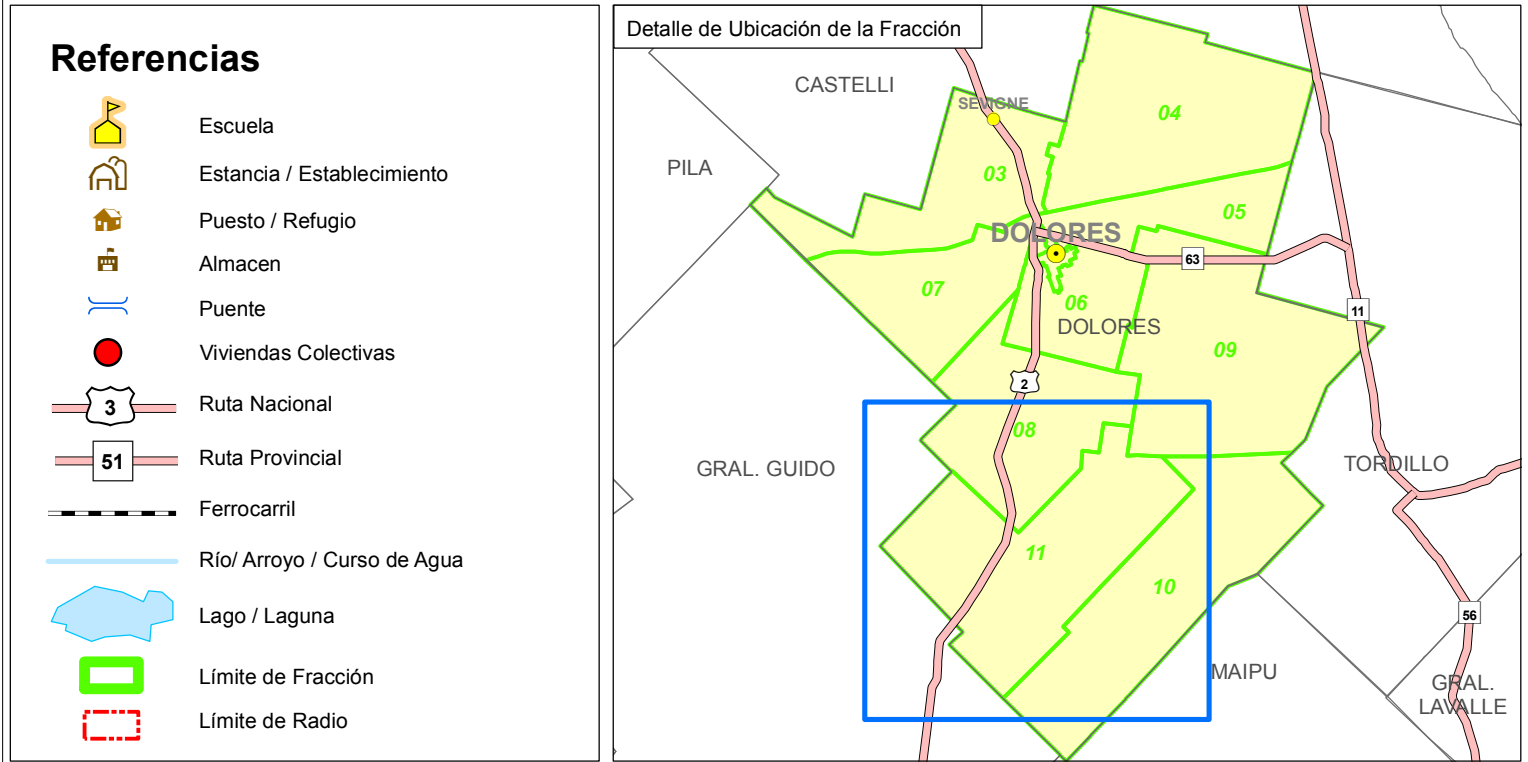 Referencias
Escuela
Estancia / Establecimiento
Puesto / Refugio
Almacen
Puente
Viviendas Colectivas
3
Ruta Nacional
51
Ruta Provincial
Ferrocarril
Río/ Arroyo / Curso de Agua
Lago / Laguna
Límite de Fracción
Límite de Radio
Detalle de Ubicación de la Fracción
CASTELLI
SEVIGNE
04
PILA
03
05
DOLORES
63
07
06
DOLORES
11
09
2
08
GRAL. GUIDO
TORDILLO
11
10
56
MAIPU
GRAL.
LAVALLE